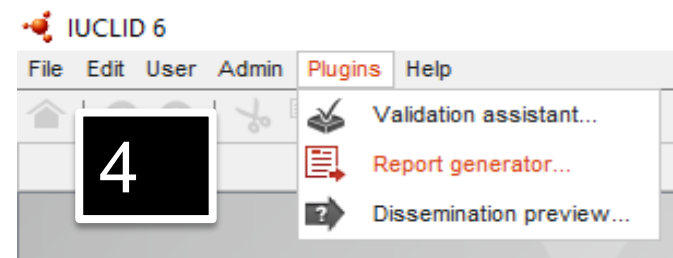 IUCLID 6
File Edit User Admin Plugins Help
Validation assistant...
4
Report generator...
Dissemination preview...